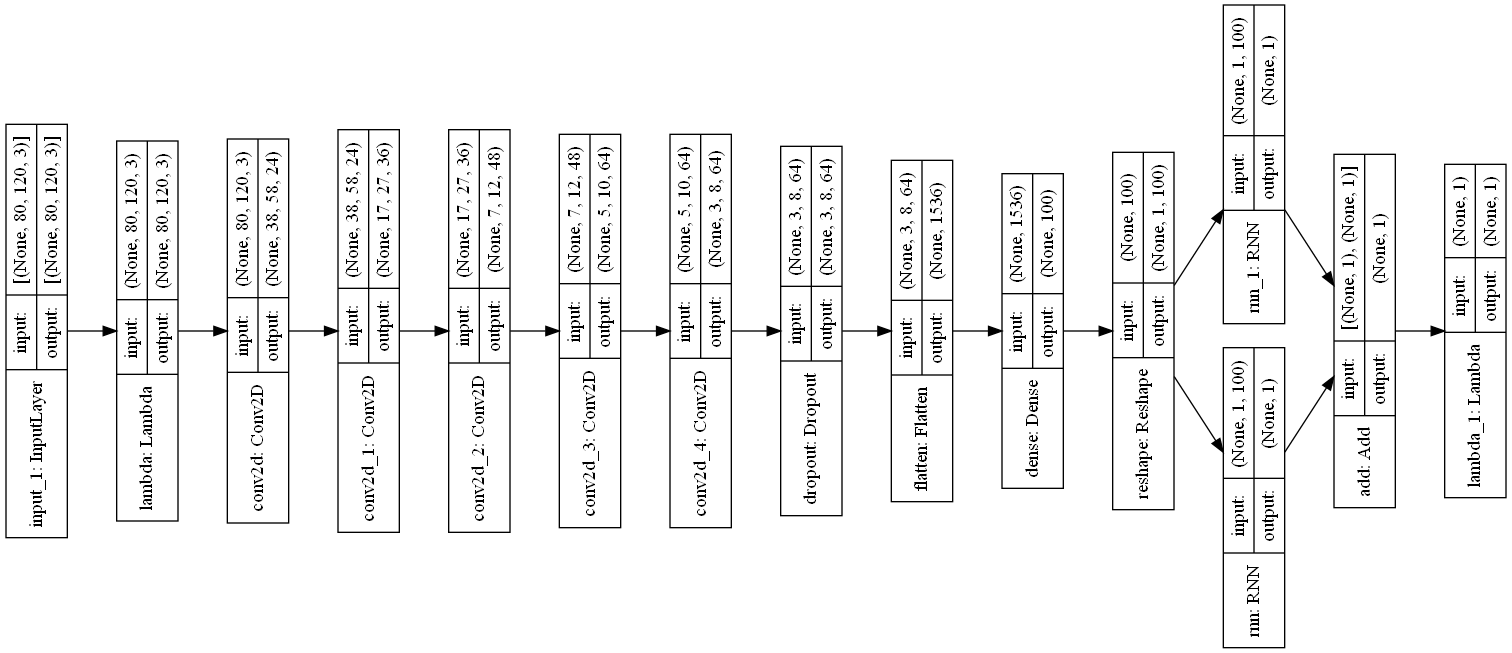 input_1: InputLayer
input:
[(None, 80, 120, 3)]
output:
[(None, 80, 120, 3)]
lambda: Lambda
input:
(None, 80, 120, 3)
output:
(None, 80, 120, 3)
conv2d: Conv2D
input:
(None, 80, 120, 3)
output:
(None, 38, 58, 24)
conv2d_1: Conv2D
input:
(None, 38, 58, 24)
output:
(None, 17, 27, 36)
conv2d_2: Conv2D
input:
(None, 17, 27, 36)
output:
(None, 7, 12, 48)
conv2d_3: Conv2D
input:
(None, 7, 12, 48)
output:
(None, 5, 10, 64)
conv2d_4: Conv2D
input:
(None, 5, 10, 64)
output:
(None, 3, 8, 64)
dropout: Dropout
input:
(None, 3, 8, 64)
output:
(None, 3, 8, 64)
flatten: Flatten
input:
(None, 3, 8, 64)
output:
(None, 1536)
dense: Dense
input:
(None, 1536)
output:
(None, 100)
reshape: Reshape
input:
(None, 100)
output:
(None, 1, 100)
rnn_1: RNN
input:
(None, 1, 100)
output:
(None, 1)
rnn: RNN
input:
(None, 1, 100)
output:
(None, 1)
add: Add
input:
[(None, 1), (None, 1)]
output:
(None, 1)
lambda_1: Lambda
input:
(None, 1)
output:
(None, 1)